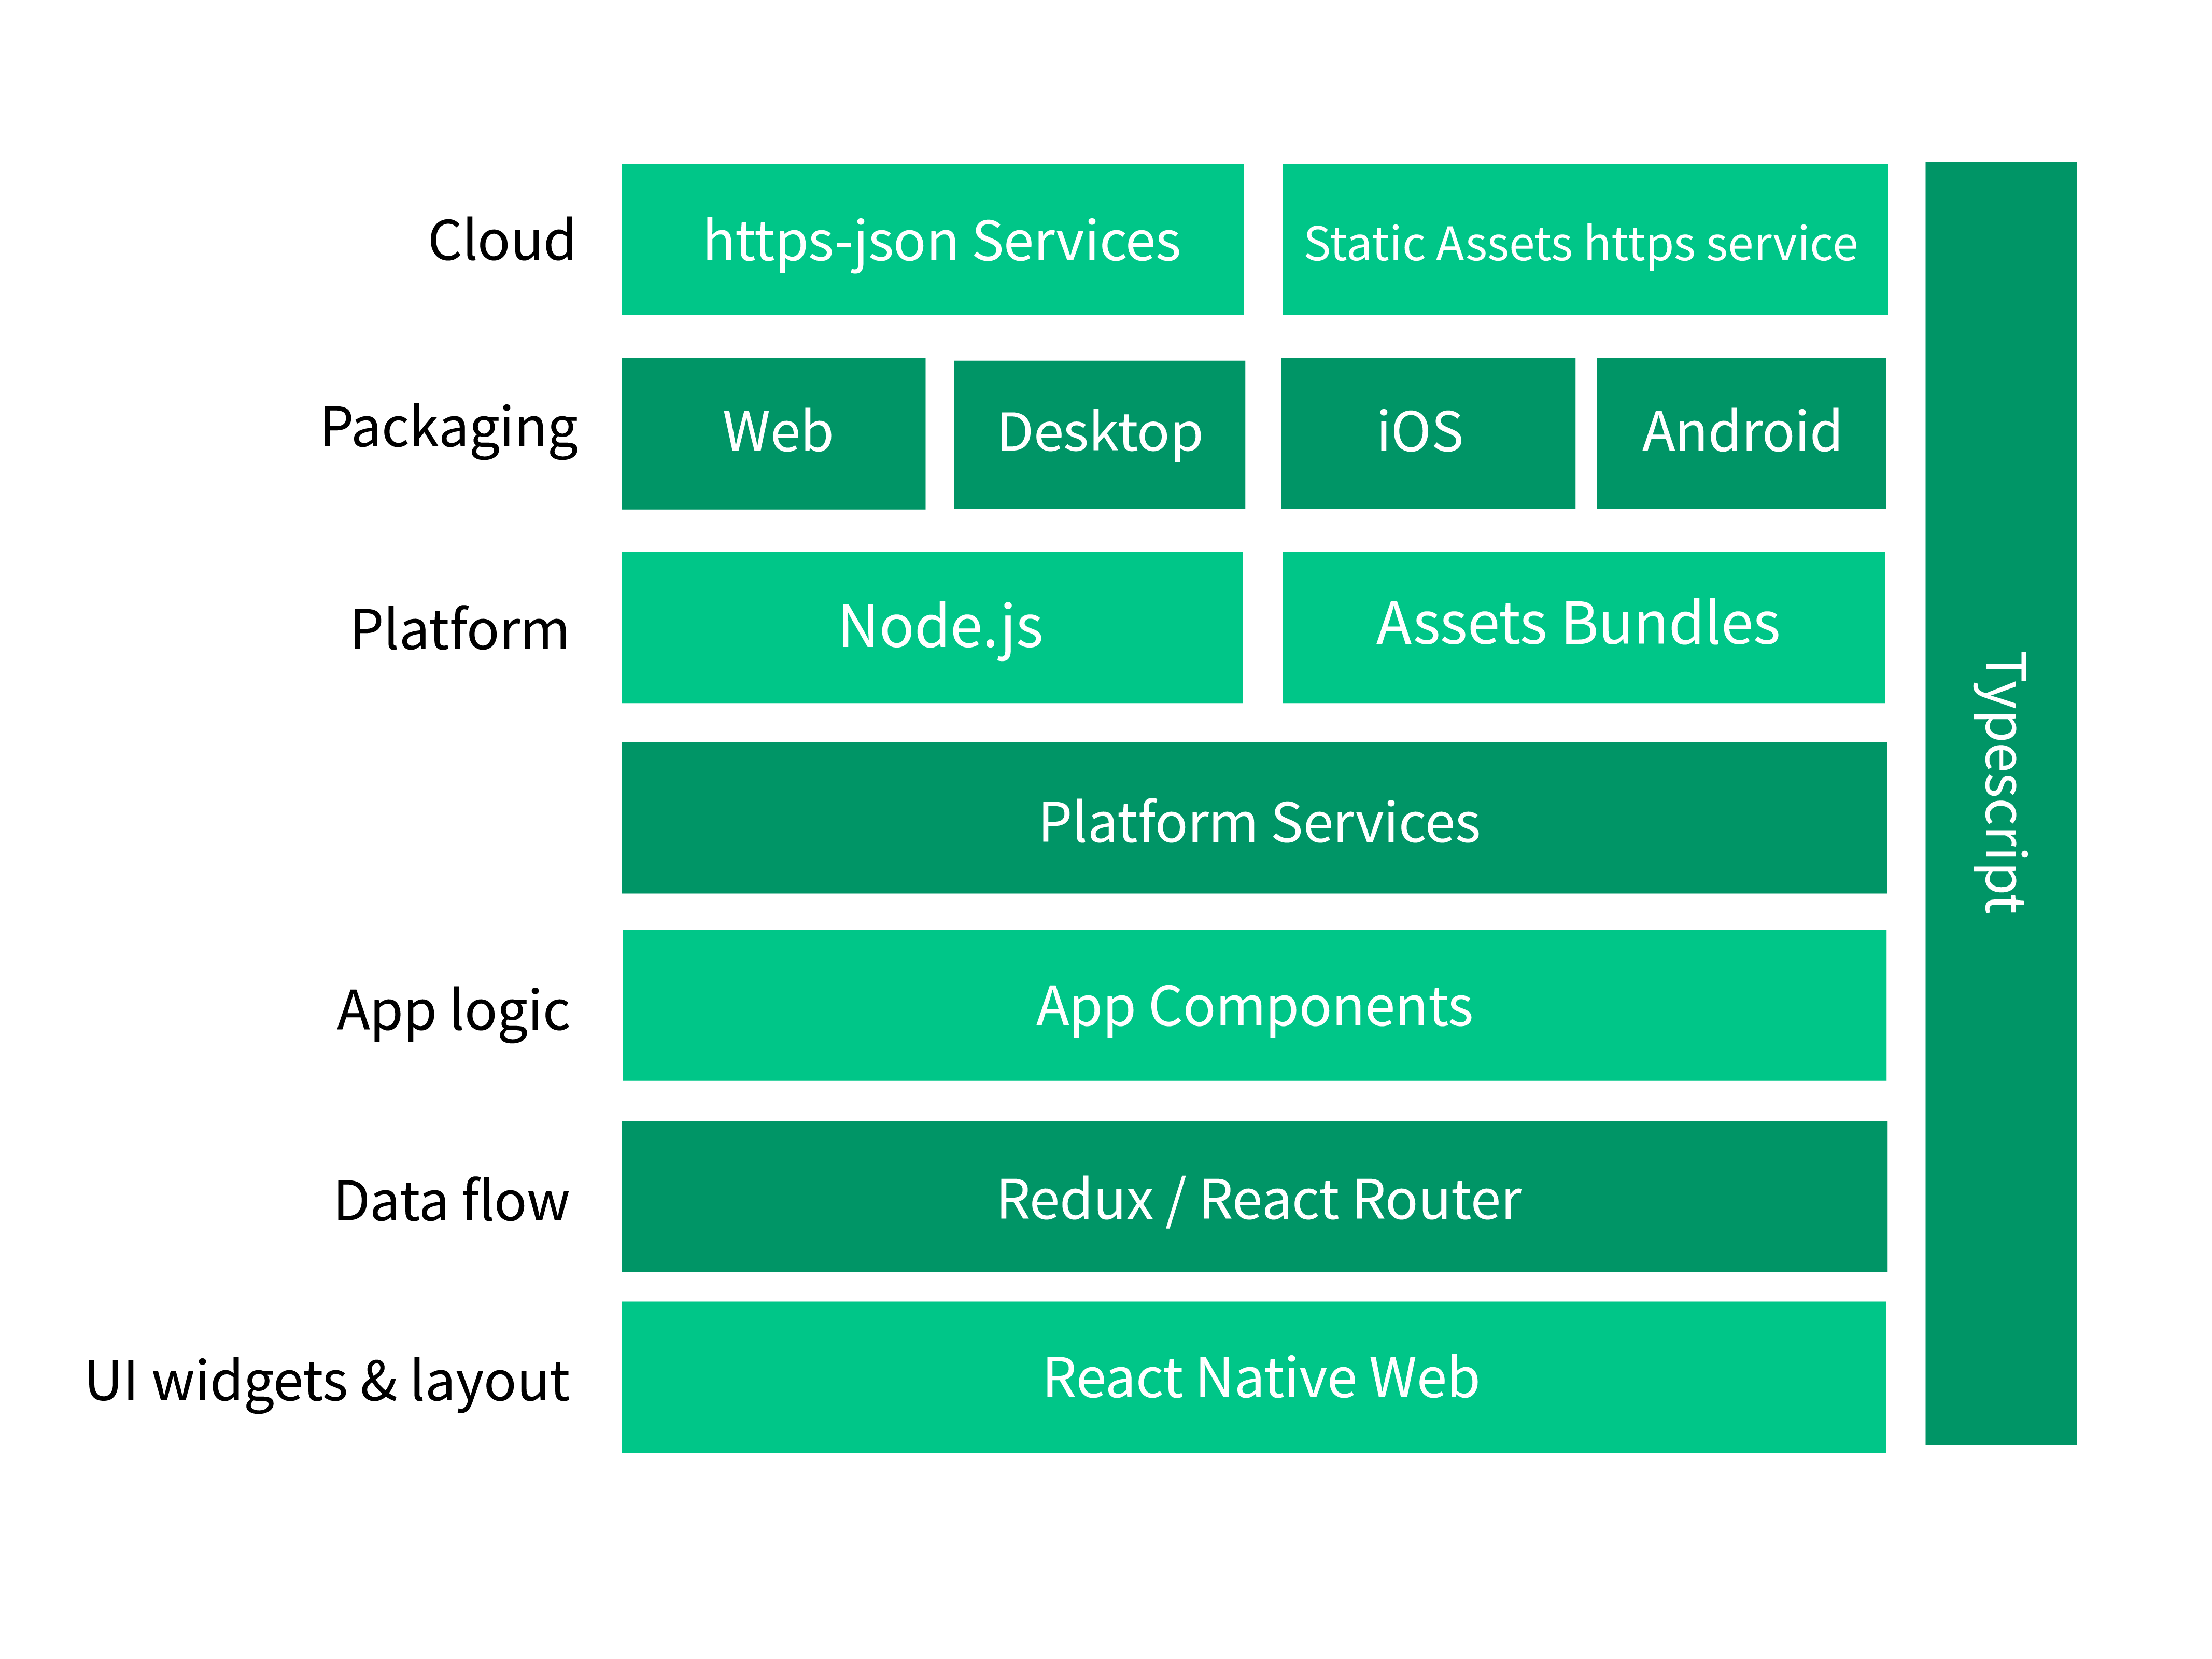 Cloud
https-json Services
Static Assets https service
Packaging
Web
Desktop
iOS
Android
Platform
Node.js
Assets Bundles
Platform Services
App logic
App Components
Data flow
Redux / React Router
UI widgets & layout
React Native Web
Typescript